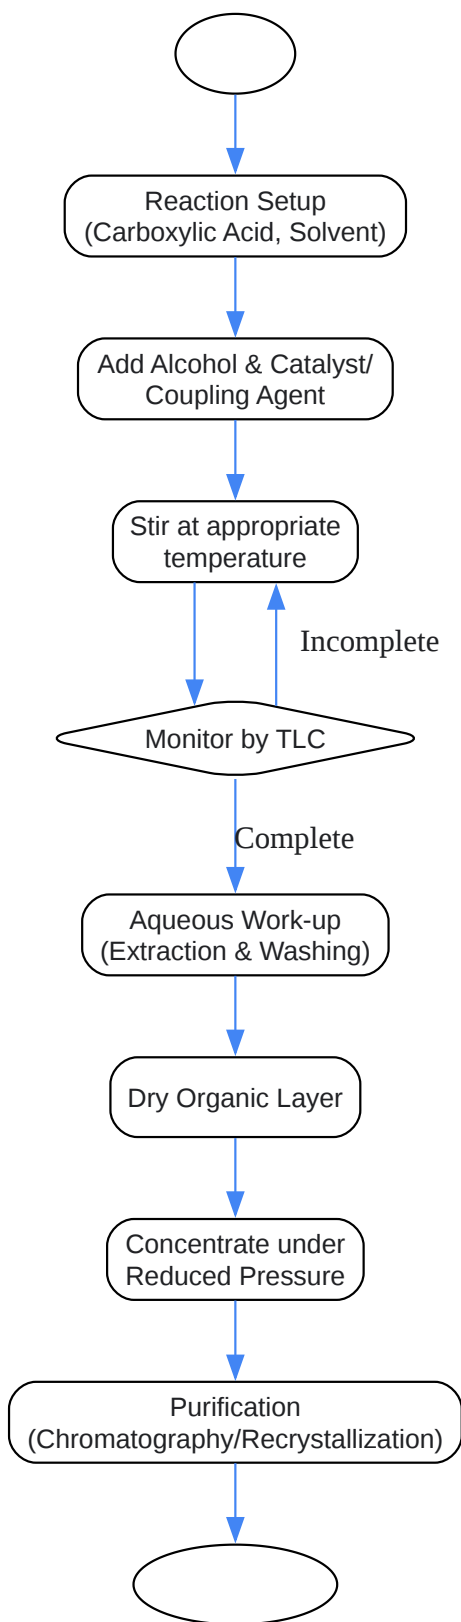 Reaction Setup
(Carboxylic Acid, Solvent)
Add Alcohol & Catalyst/
Coupling Agent
Stir at appropriate
temperature
Incomplete
Monitor by TLC
Complete
Aqueous Work-up
(Extraction & Washing)
Dry Organic Layer
Concentrate under
Reduced Pressure
Purification
(Chromatography/Recrystallization)